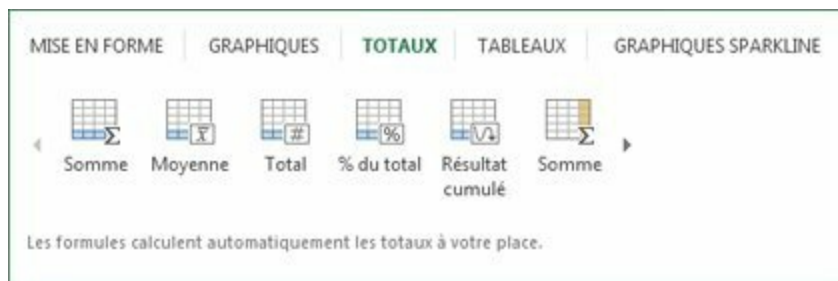 MISE EN FORME GRAPHIQUES TOTAUX TABLEAUX GRAPHIQUES SPARKLINE
Σ x̅ # % Σ
Somme Moyenne Total % du total Résultat cumulé Somme
Les formules calculent automatiquement les totaux à votre place.